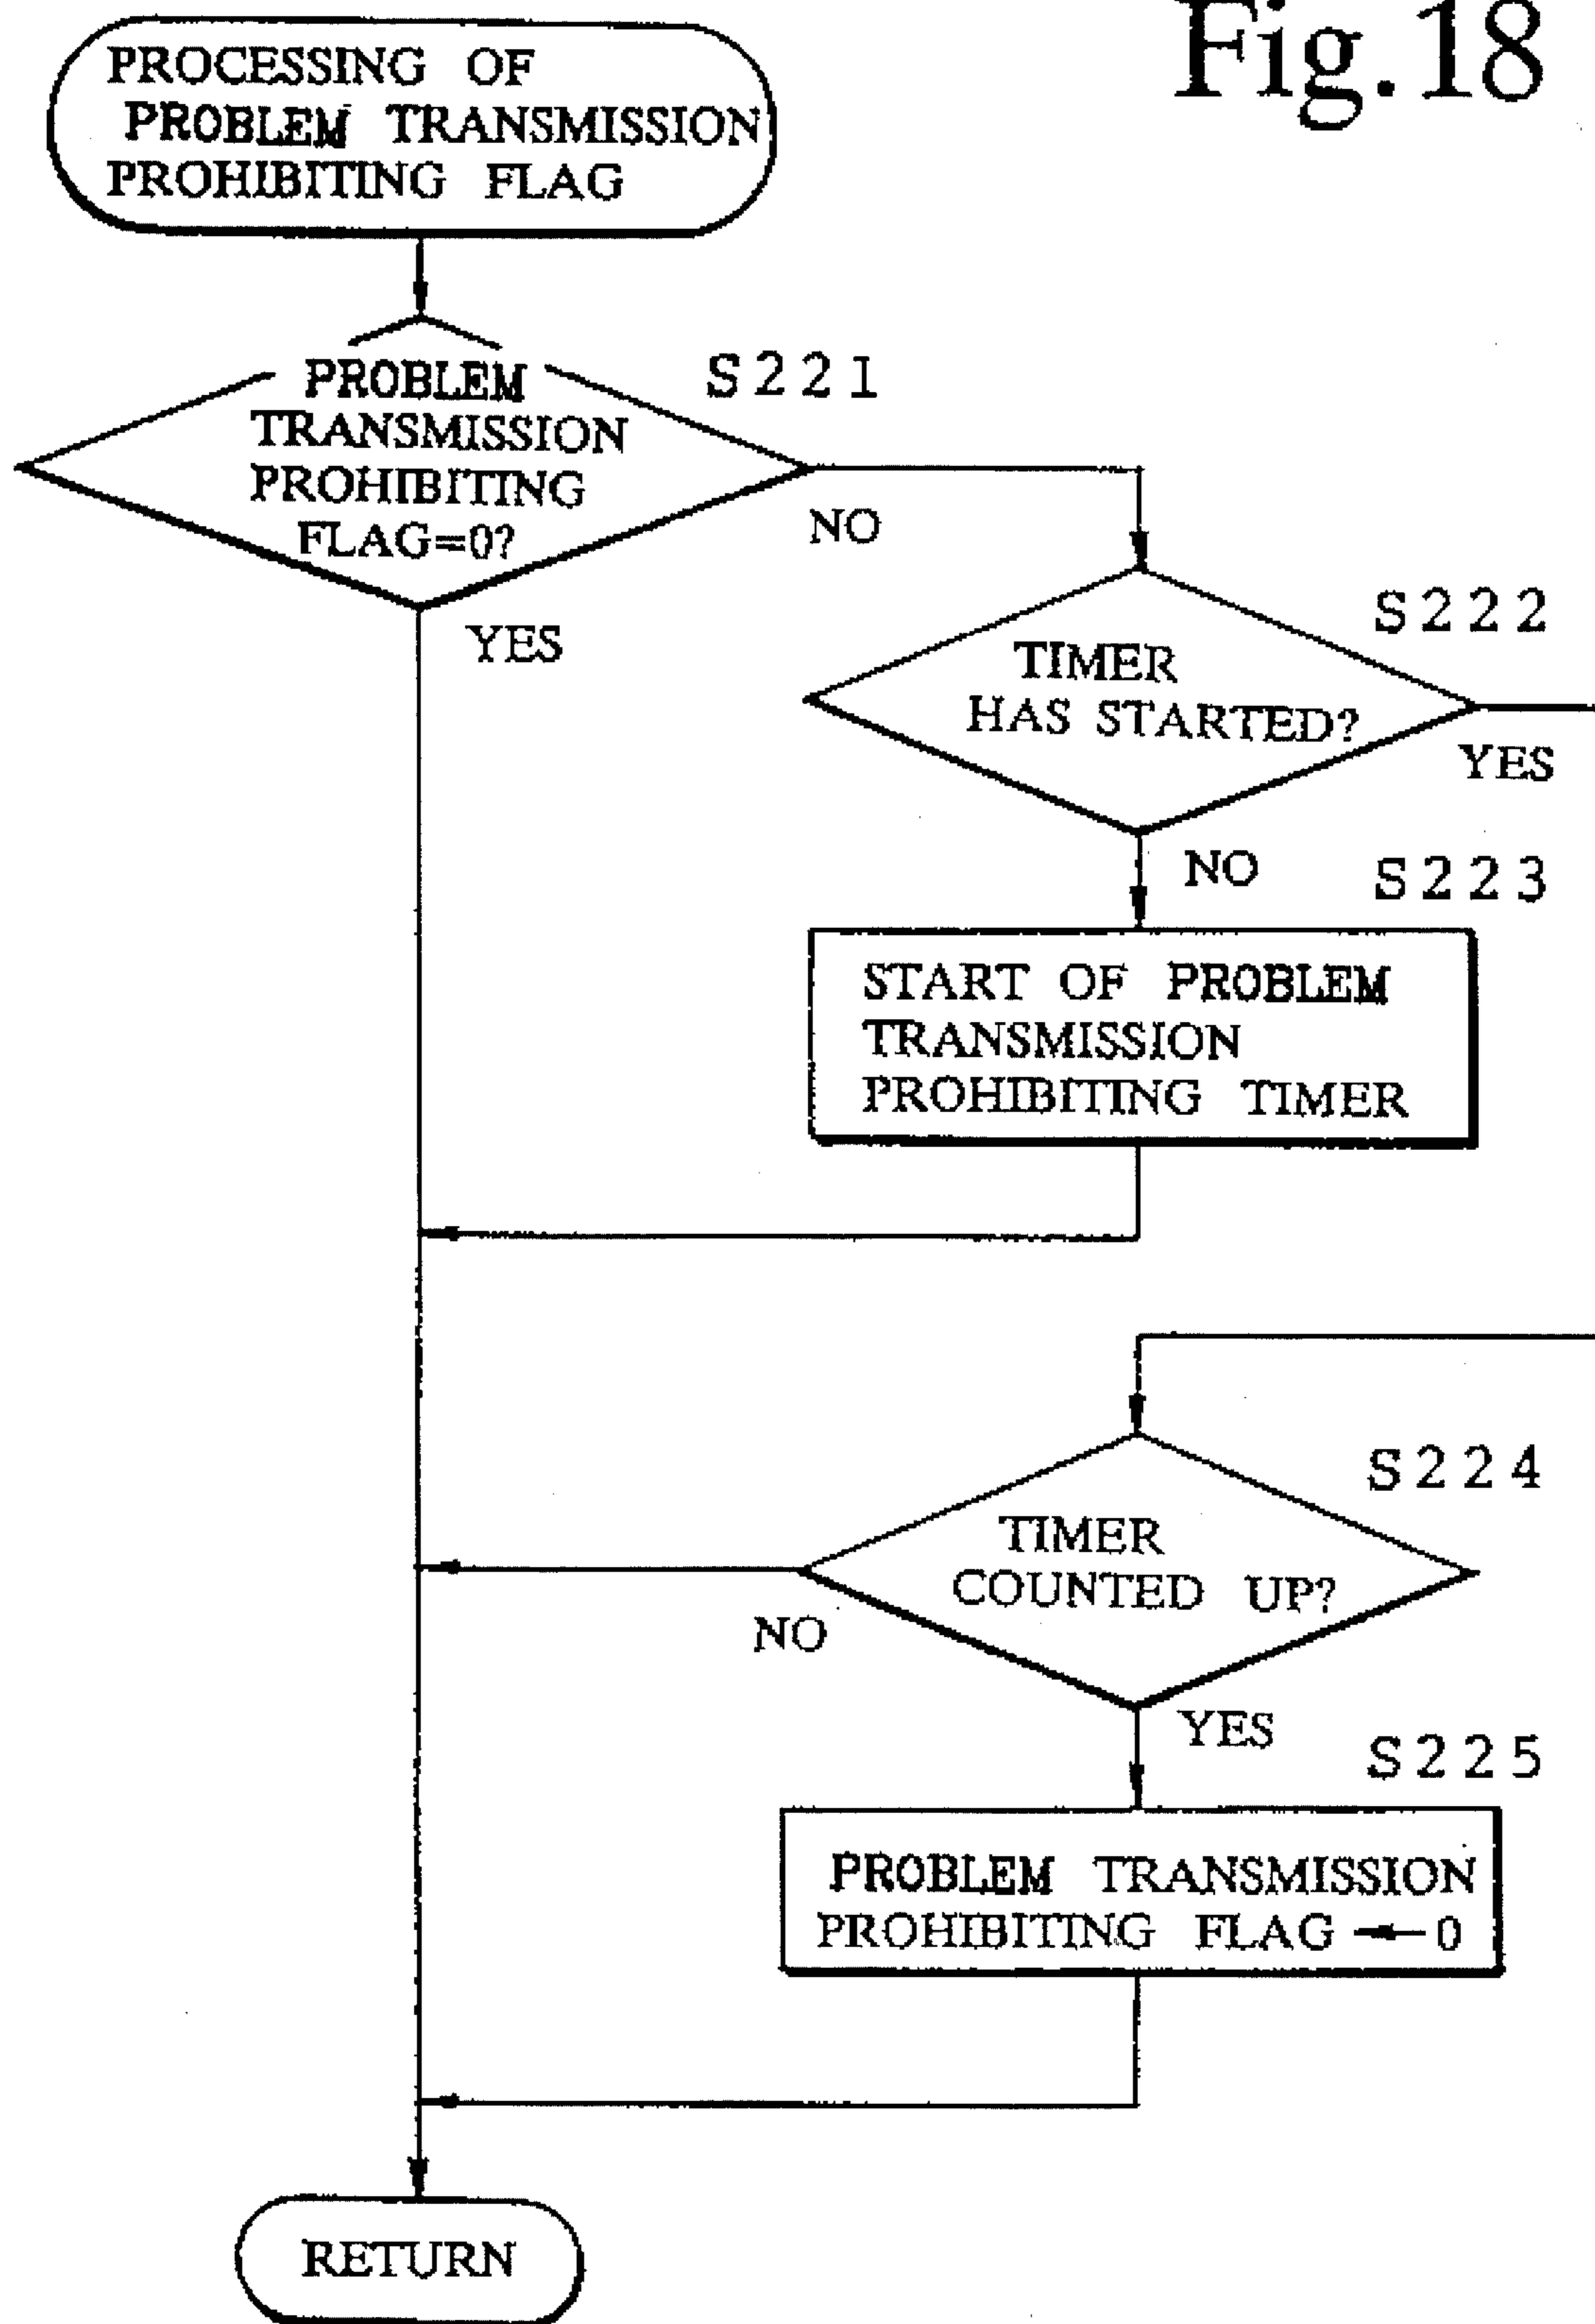 Fig.18
PROCESSING OF
PROBLEM TRANSMISSION
PROHIBITING FLAG
PROBLEM
TRANSMISSION
PROHIBITING
FLAG=0?
S221
NO
YES
TIMER
HAS STARTED?
S222
YES
NO
S223
START OF PROBLEM
TRANSMISSION
PROHIBITING TIMER
TIMER
COUNTED UP?
S224
NO
YES
S225
PROBLEM TRANSMISSION
PROHIBITING FLAG ← 0
RETURN